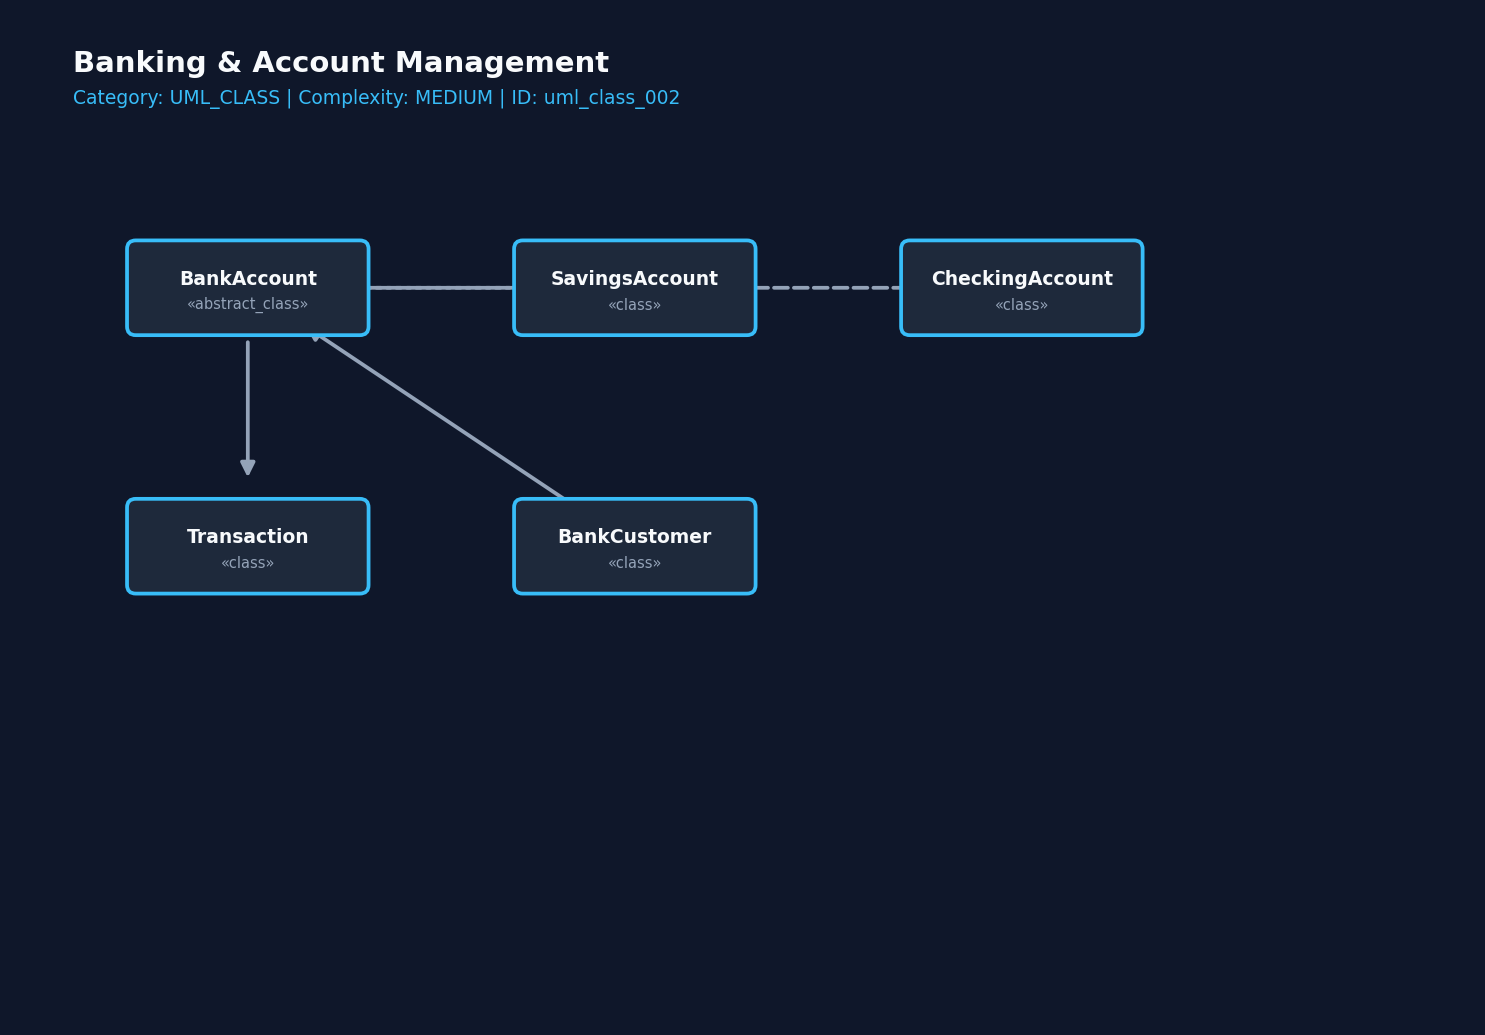 Banking & Account Management
Category: UML_CLASS | Complexity: MEDIUM | ID: uml_class_002
BankAccount
«abstract_class»
SavingsAccount
«class»
CheckingAccount
«class»
Transaction
«class»
BankCustomer
«class»